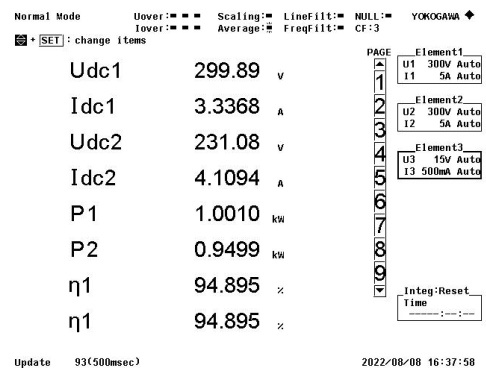 Normal Mode Uover: Scaling: LineFilt: NULL: YOKOGAWA
Iover: Average: FreqFilt: CF:3
+ SET : change items
PAGE
Udc1 299.89 V
Idc1 3.3368 A
Udc2 231.08 V
Idc2 4.1094 A
P1 1.0010 kW
P2 0.9499 kW
η1 94.895 %
η1 94.895 %
1
2
3
4
5
6
7
8
9
Element1
U1 300V Auto
I1 5A Auto
Element2
U2 300V Auto
I2 5A Auto
Element3
U3 15V Auto
I3 500mA Auto
Integ:Reset
Time
-----:--:--
Update 93(500msec) 2022/08/08 16:37:58